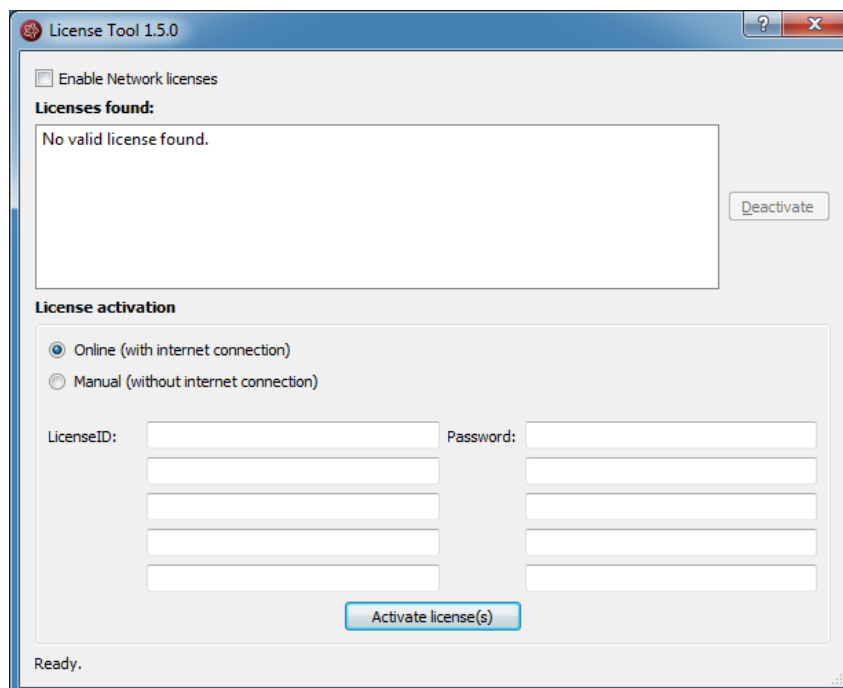 License Tool 1.5.0
?
Enable Network licenses
Licenses found:
No valid license found.
Deactivate
License activation
Online (with internet connection)
Manual (without internet connection)
LicenseID:
Password:
Activate license(s)
Ready.